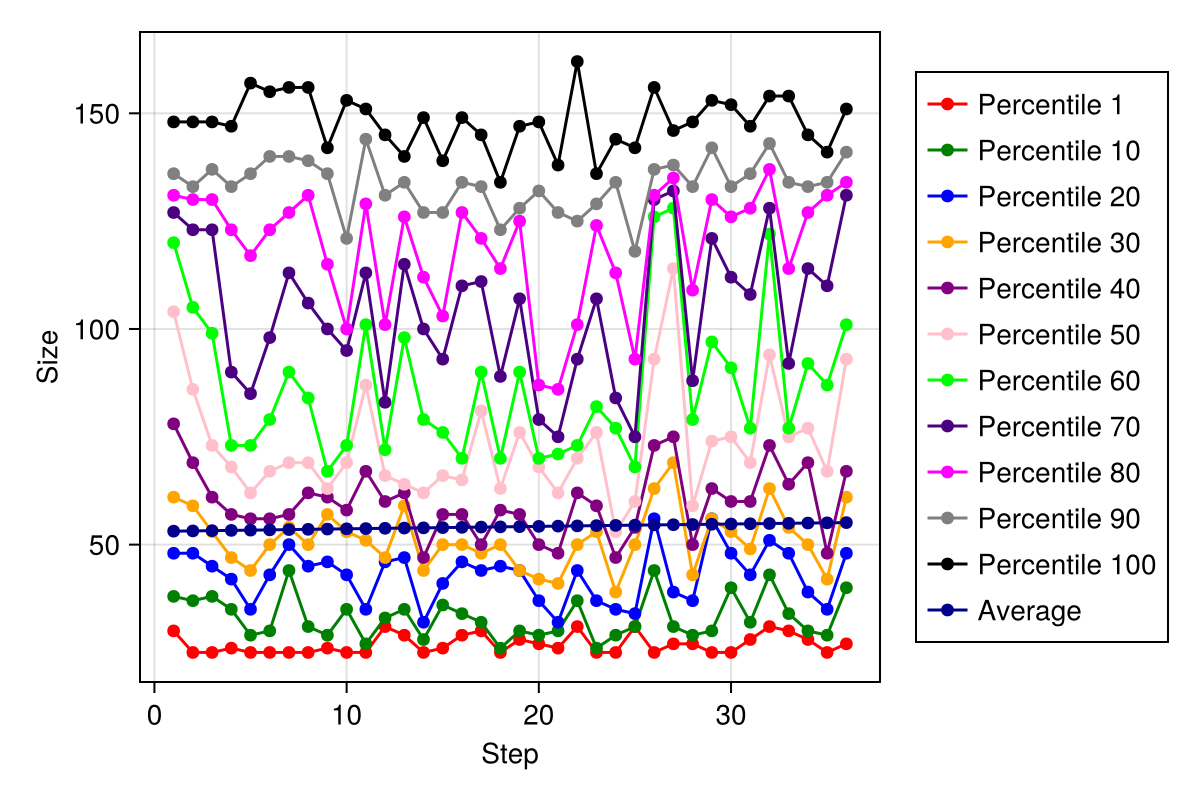 150
100
50
0
10
20
30
Size
Step
Percentile 1
Percentile 10
Percentile 20
Percentile 30
Percentile 40
Percentile 50
Percentile 60
Percentile 70
Percentile 80
Percentile 90
Percentile 100
Average